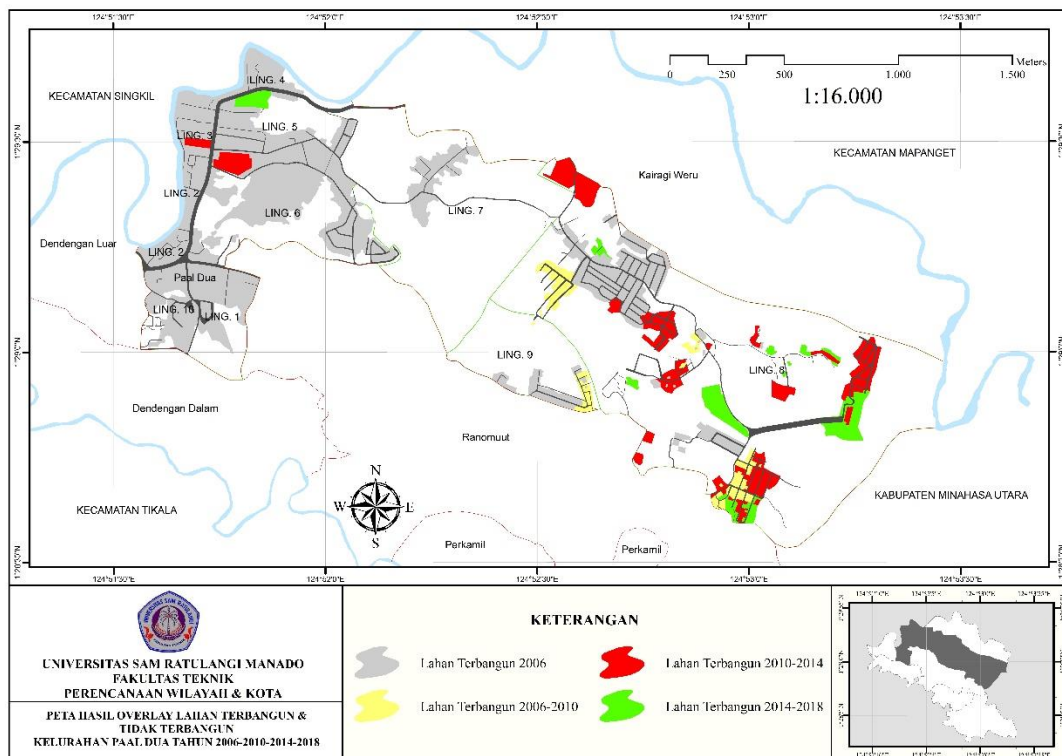 124°51'30"E
124°52'0"E
124°52'30"E
124°53'0"E
124°53'30"E
KECAMATAN SINGKIL
LING. 4
LING. 5
LING. 3
LING. 2
LING. 6
LING. 7
Kairagi Weru
KECAMATAN MAPANGET
0 250 500 1.000 1.500
Meters
1:16.000
Dendengan Luar
LING. 2
Paal Dua
LING. 10
LING. 1
LING. 9
LING. 8
Dendengan Dalam
Ranomuut
KECAMATAN TIKALA
N
W E
S
Perkamil
Perkamil
KABUPATEN MINAHASA UTARA
124°51'30"E
124°52'0"E
124°52'30"E
124°53'0"E
124°53'30"E
UNIVERSITAS SAM RATULANGI MANADO
FAKULTAS TEKNIK
PERENCANAAN WILAYAH & KOTA
PETA HASIL OVERLAY LAHAN TERBANGUN &
TIDAK TERBANGUN
KELURAHAN PAAL DUA TAHUN 2006-2010-2014-2018
KETERANGAN
Lahan Terbangun 2006
Lahan Terbangun 2010-2014
Lahan Terbangun 2006-2010
Lahan Terbangun 2014-2018